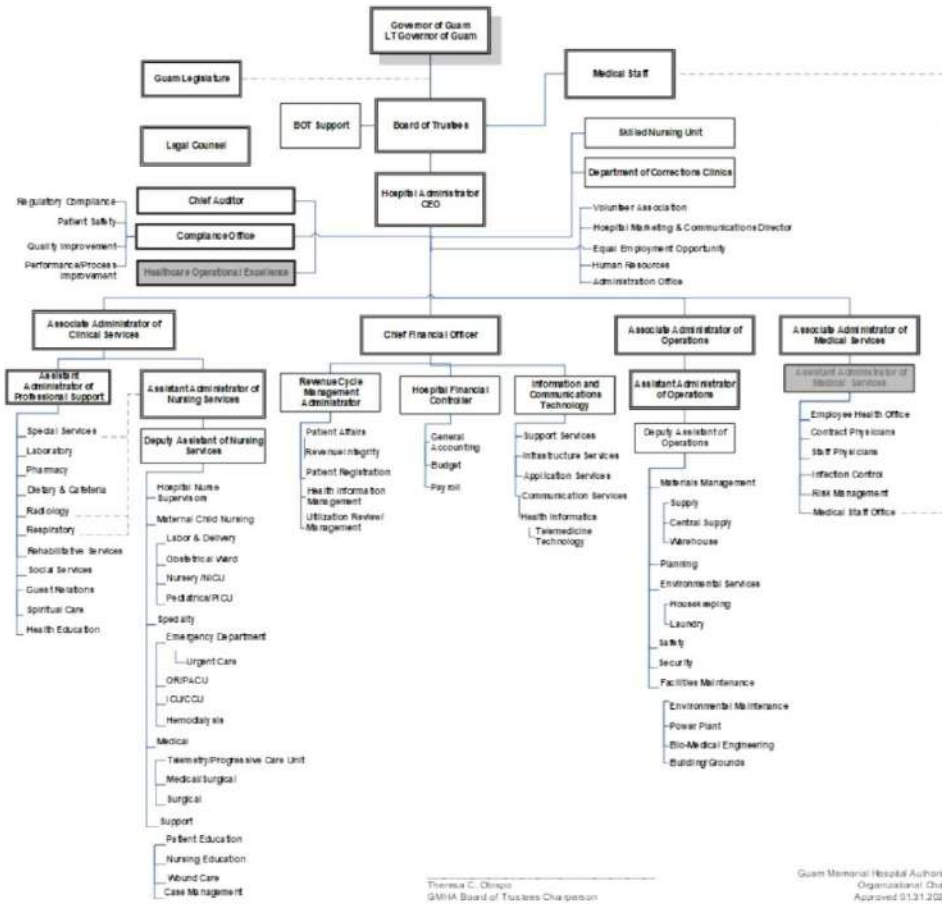 Governor of Guam
LT Governor of Guam
Guam Legislature
Medical Staff
BOT Support
Board of Trustees
Legal Counsel
Skilled Nursing Unit
Department of Corrections Clinics
Hospital Administrator
CEO
Chief Auditor
Compliance Office
Healthcare Operational Excellence
Regulatory Compliance
Patient Safety
Quality Improvement
Performance/Process
Improvement
Volunteer Association
Hospital Marketing & Communications Director
Equal Employment Opportunity
Human Resources
Administration Office
Associate Administrator of
Clinical Services
Chief Financial Officer
Associate Administrator of
Operations
Associate Administrator of
Medical Services
Assistant
Administrator of
Professional Support
Special Services
Laboratory
Pharmacy
Dietary & Cafeteria
Radiology
Respiratory
Rehabilitative Services
Social Services
Guest Relations
Spiritual Care
Health Education
Assistant Administrator of
Nursing Services
Deputy Assistant of Nursing
Services
Hospital Nurse
Supervisors
Maternal Child Nursing
Labor & Delivery
Obstetrical Ward
Nursery/NICU
Pediatrics/PICU
Specialty
Emergency Department
Urgent Care
OR/PACU
ICU/CCU
Hemodialysis
Medical
Telemetry/Progressive Care Unit
Medical/Surgical
Surgical
Support
Patient Education
Nursing Education
Wound Care
Case Management
Revenue Cycle
Management
Administrator
Patient Affairs
Revenue Integrity
Patient Registration
Health Information
Management
Utilization Review/
Management
Hospital Financial
Controller
General
Accounting
Budget
Payroll
Information and
Communications
Technology
Support Services
Infrastructure Services
Application Services
Communication Services
Health Informatics
Telemedicine
Technology
Assistant Administrator
of Operations
Deputy Assistant of
Operations
Materials Management
Supply
Central Supply
Warehouse
Planning
Environmental Services
Housekeeping
Laundry
Safety
Security
Facilities Maintenance
Environmental Maintenance
Power Plant
Bio-Medical Engineering
Building/Grounds
Assistant Administrator of
Medical Services
Employee Health Office
Contract Physicians
Staff Physicians
Infection Control
Risk Management
Medical Staff Office
Theresa C. Obispo
GMHA Board of Trustees Chairperson
Guam Memorial Hospital Authori
Organizational Cha
Approved 01.31.202